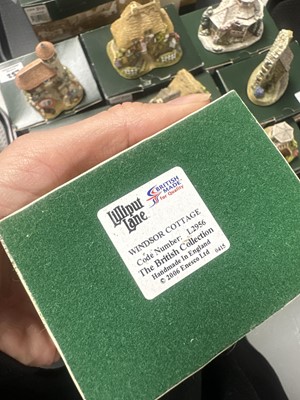 Lilliput
Lane
BRITISH
MADE
for Quality
WINDSOR COTTAGE
Code Number: L2956
The British Collection
Handmade In England
© 2006 Enesco Ltd 0415